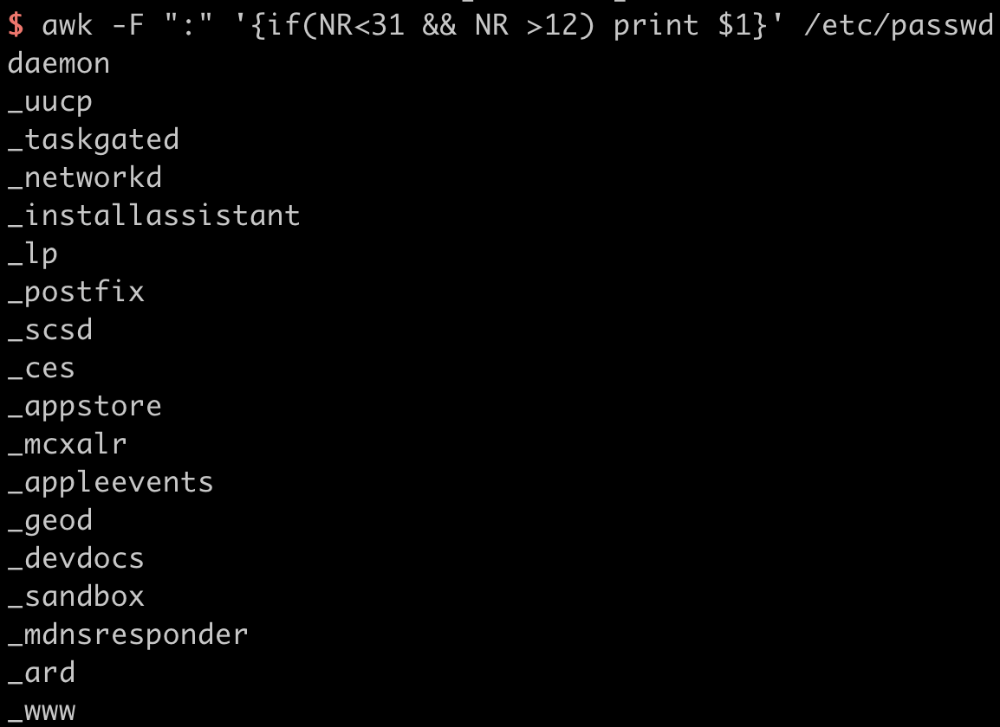 $ awk -F ":" '{if(NR<31 && NR >12) print $1}' /etc/passwd
daemon
_uucp
_taskgated
_networkd
_installassistant
_lp
_postfix
_scsd
_ces
_appstore
_mcxalr
_appleevents
_geod
_devdocs
_sandbox
_mdnsresponder
_ard
_www